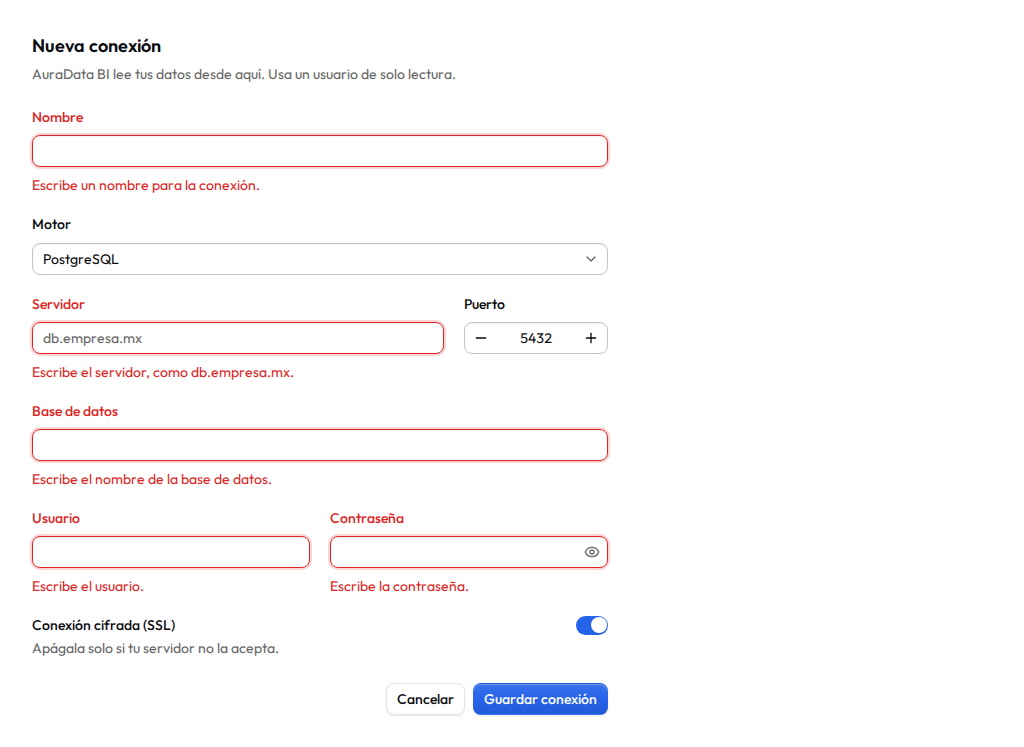 Nueva conexión
AuraData BI lee tus datos desde aquí. Usa un usuario de solo lectura.
Nombre
Escribe un nombre para la conexión.
Motor
PostgreSQL
Servidor
Puerto
db.empresa.mx
5432
Escribe el servidor, como db.empresa.mx.
Base de datos
Escribe el nombre de la base de datos.
Usuario
Contraseña
Escribe el usuario.
Escribe la contraseña.
Conexión cifrada (SSL)
Apágala solo si tu servidor no la acepta.
Cancelar
Guardar conexión